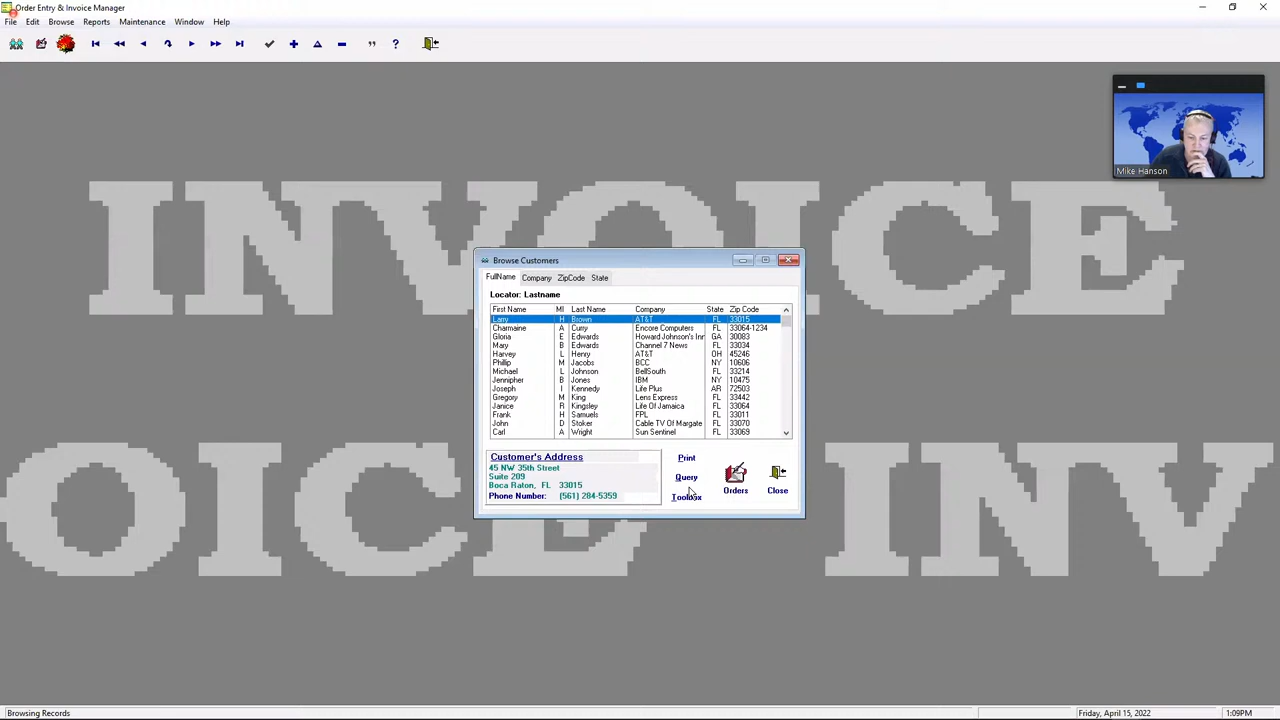 Order Entry & Invoice Manager
File Edit Browse Reports Maintenance Window Help
Mike Hanson
INVOICE
Browse Customers
FullName Company ZipCode State
Locator: Lastname
First Name MI Last Name Company State Zip Code
Larry H Brown AT&T FL 33015
Charmaine A Curry Encore Computers FL 33064-1234
Gloria E Edwards Howard Johnson's Inn GA 30083
Mary B Edwards Channel 7 News FL 33034
Harvey L Henry AT&T OH 45246
Phillip M Jacobs BCC NY 10606
Michael L Johnson BellSouth FL 33214
Jennipher B Jones IBM NY 10475
Joseph I Kennedy Life Plus AR 72503
Gregory M King Lens Express FL 33442
Janice R Kingsley Life Of Jamaica FL 33064
Frank H Samuels FPL FL 33011
John D Stoker Cable TV Of Margate FL 33070
Carl A Wright Sun Sentinel FL 33069
Customer's Address
45 NW 35th Street
Suite 209
Boca Raton, FL 33015
Phone Number: (561) 284-5359
Print
Query
Toolbox
Orders
Close
OICE INV
Browsing Records
Friday, April 15, 2022
1:09PM